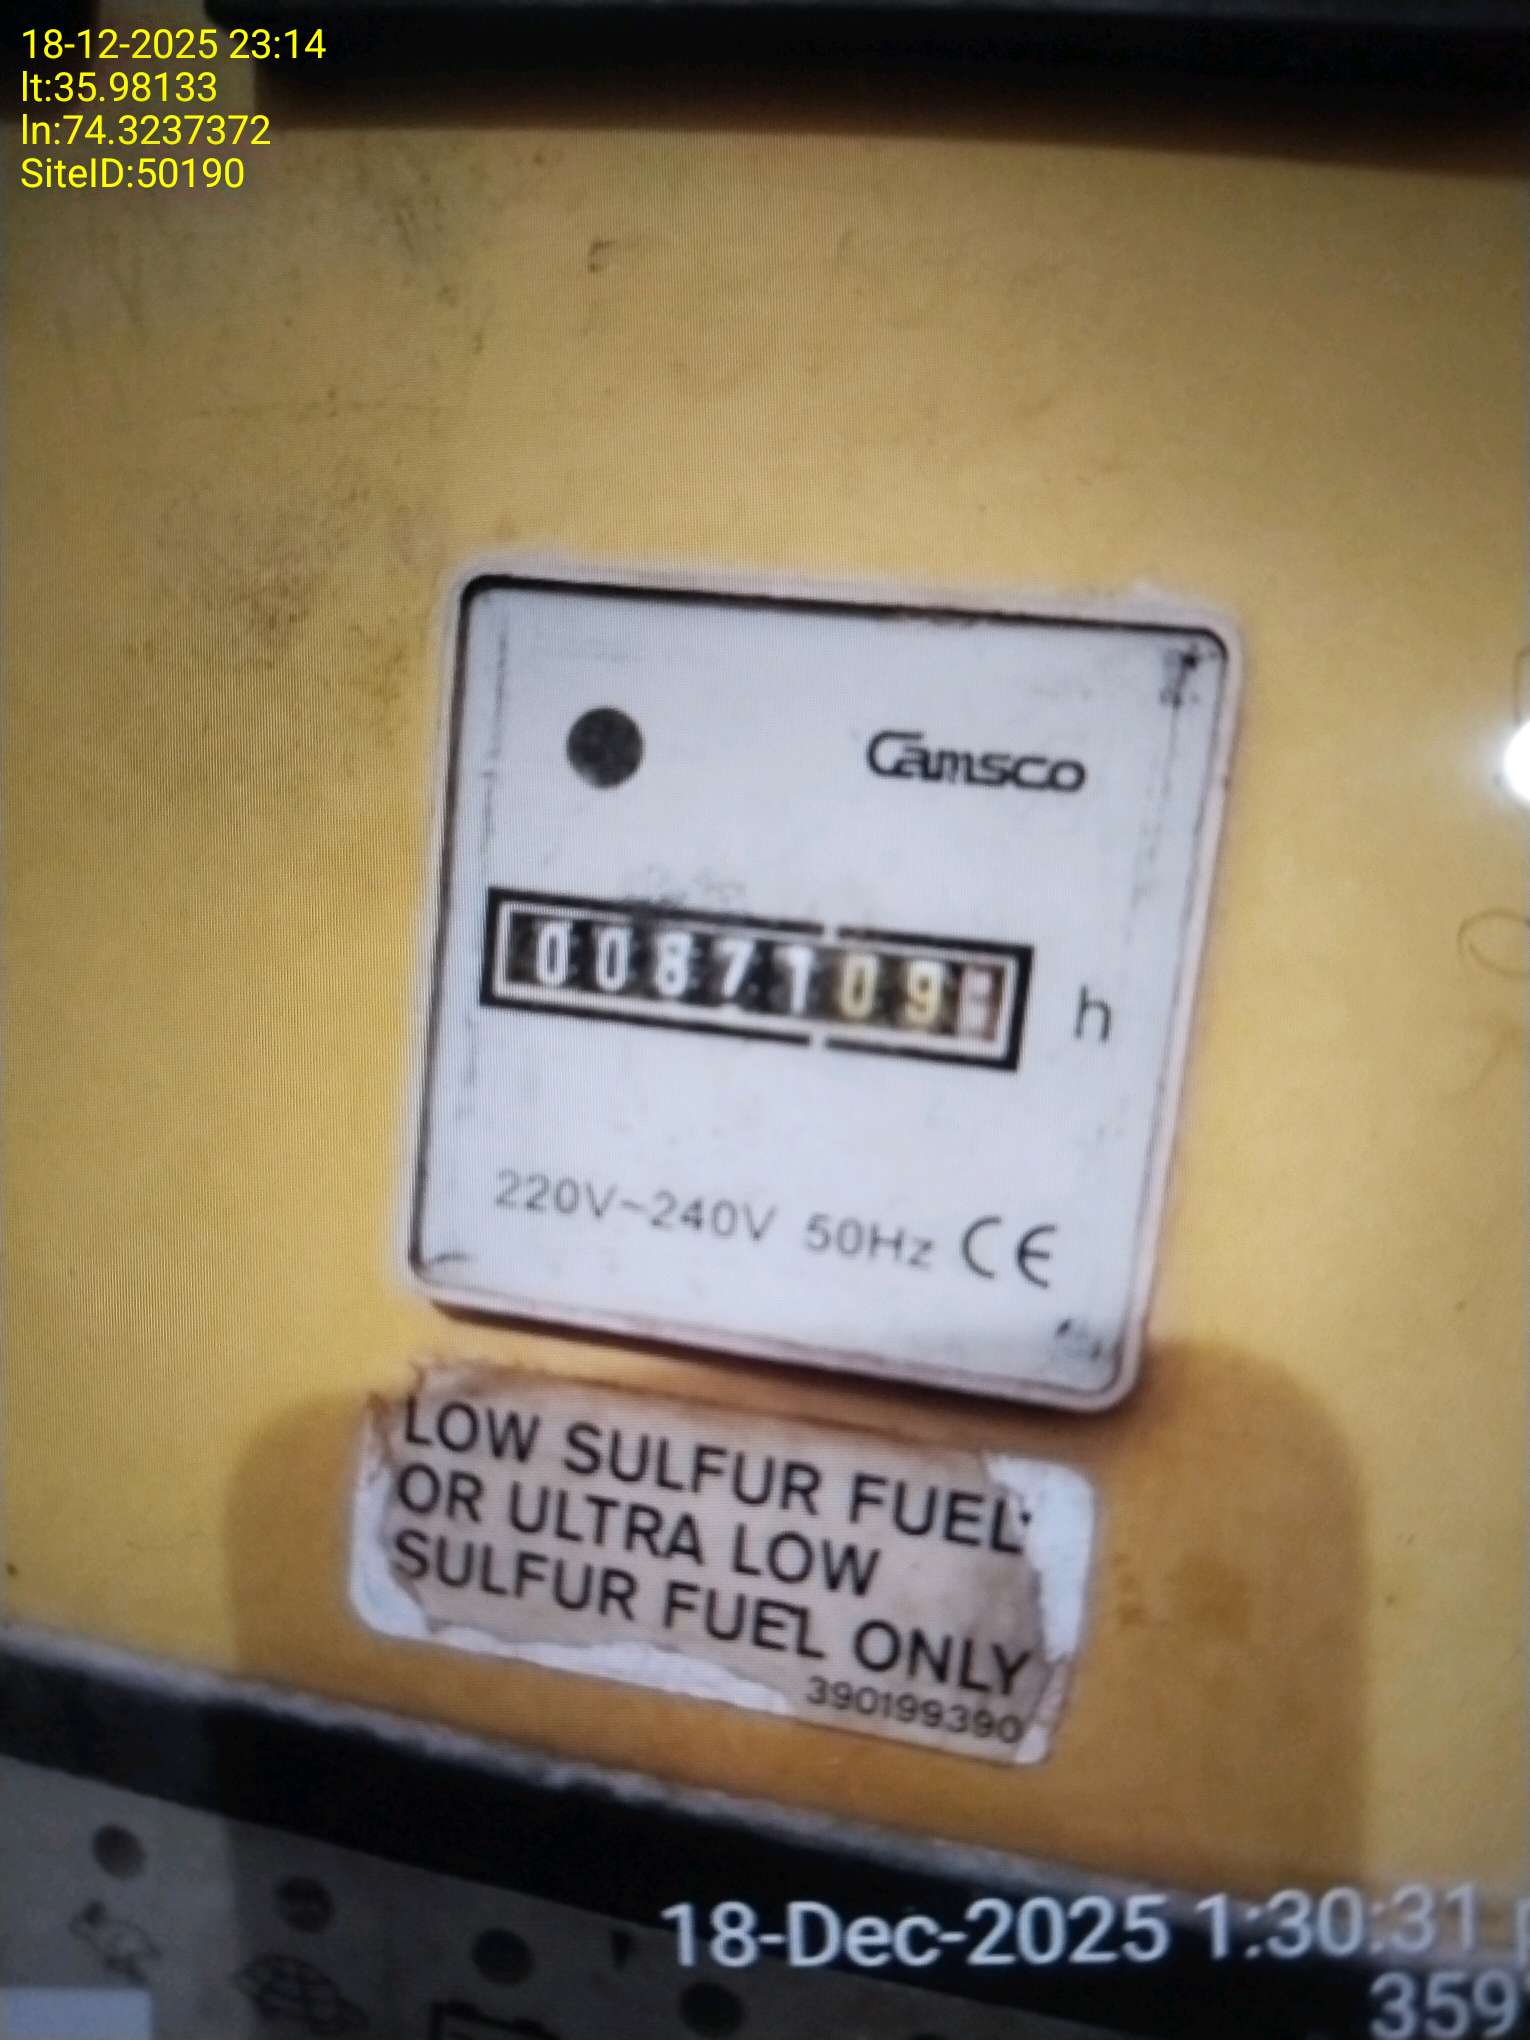 18-12-2025 23:14
lt:35.98133
ln:74.3237372
SiteID:50190
Camsco
0087109
h
220V~240V 50Hz CE
LOW SULFUR FUEL
OR ULTRA LOW
SULFUR FUEL ONLY
390199390
18-Dec-2025 1:30:31
359°